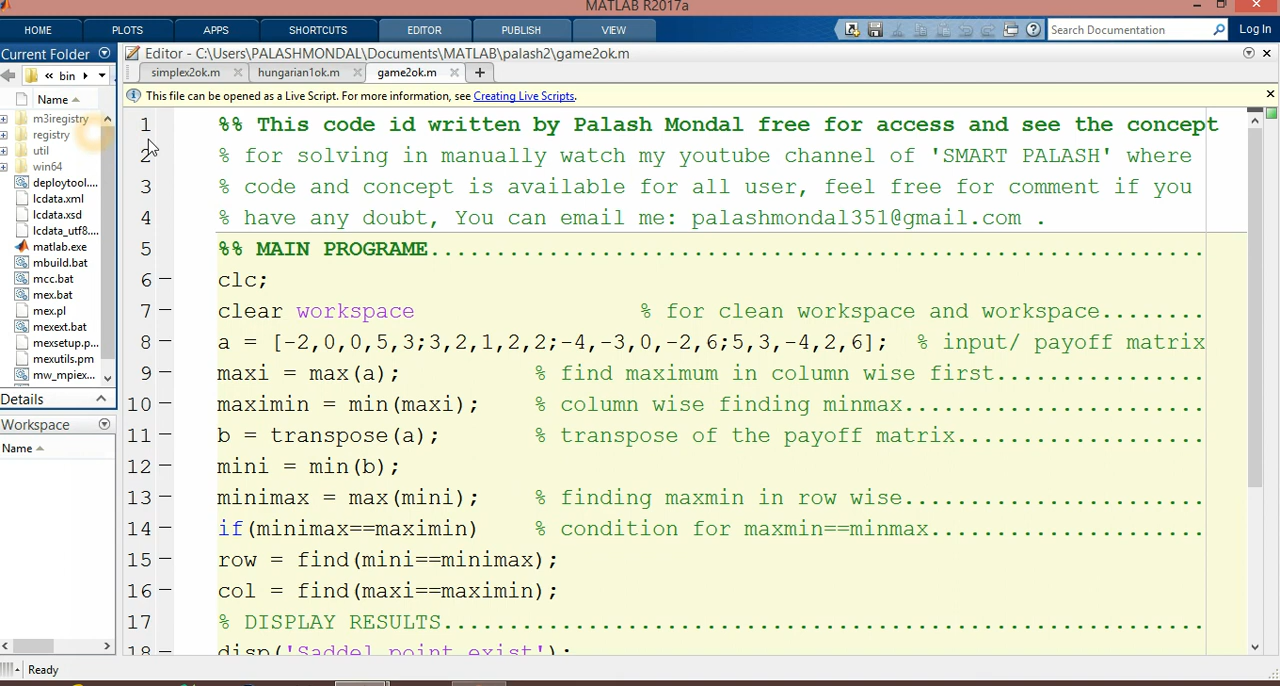 MATLAB R2017a
HOME PLOTS APPS SHORTCUTS EDITOR PUBLISH VIEW Search Documentation Log In
Current Folder
Editor - C:\Users\PALASHMONDAL\Documents\MATLAB\palash2\game2ok.m
« bin
simplex2ok.m hungarian1ok.m game2ok.m
This file can be opened as a Live Script. For more information, see Creating Live Scripts.
Name
m3iregistry
registry
util
win64
deploytool....
lcdata.xml
lcdata.xsd
lcdata_utf8....
matlab.exe
mbuild.bat
mcc.bat
mex.bat
mex.pl
mexext.bat
mexsetup.p...
mexutils.pm
mw_mpiex...
Details
Workspace
Name
1 %% This code id written by Palash Mondal free for access and see the concept
2 % for solving in manually watch my youtube channel of 'SMART PALASH' where
3 % code and concept is available for all user, feel free for comment if you
4 % have any doubt, You can email me: palashmondal351@gmail.com .
5 %% MAIN PROGRAME.............................................................
6 clc;
7 clear workspace % for clean workspace and workspace........
8 a = [-2,0,0,5,3;3,2,1,2,2;-4,-3,0,-2,6;5,3,-4,2,6]; % input/ payoff matrix
9 maxi = max(a); % find maximum in column wise first................
10 maximin = min(maxi); % column wise finding minmax.......................
11 b = transpose(a); % transpose of the payoff matrix...................
12 mini = min(b);
13 minimax = max(mini); % finding maxmin in row wise.......................
14 if(minimax==maximin) % condition for maxmin==minmax.....................
15 row = find(mini==minimax);
16 col = find(maxi==maximin);
17 % DISPLAY RESULTS..........................................................
18 disp('Saddel point exist');
Ready